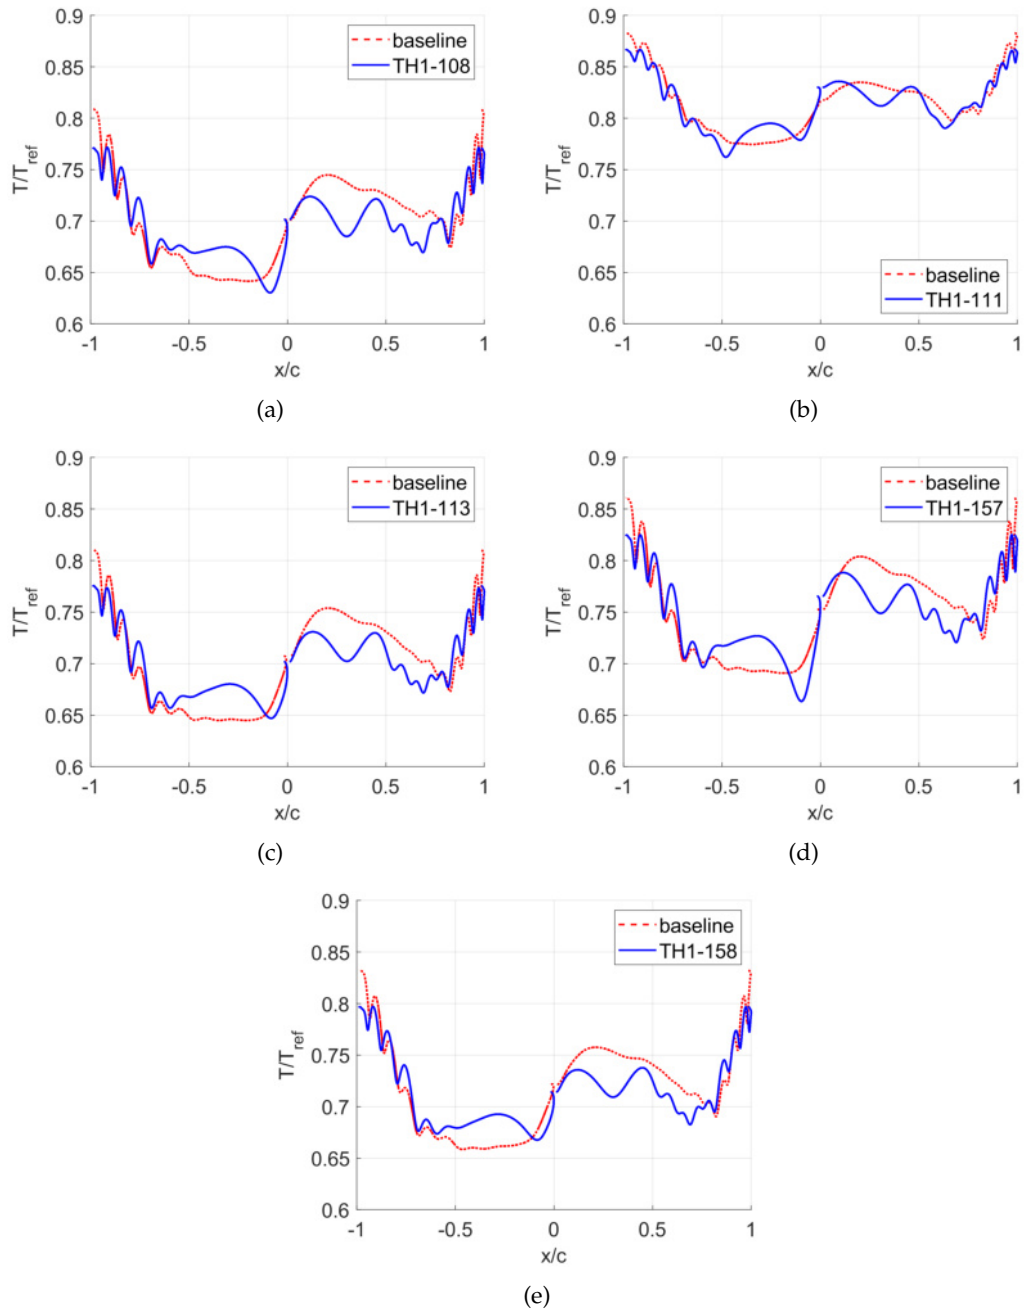 0.9
0.85
0.8
0.75
0.7
0.65
0.6
T/T_ref
-1 -0.5 0 0.5 1
x/c
baseline
TH1-108
(a)
0.9
0.85
0.8
0.75
0.7
0.65
0.6
T/T_ref
-1 -0.5 0 0.5 1
x/c
baseline
TH1-111
(b)
0.9
0.85
0.8
0.75
0.7
0.65
0.6
T/T_ref
-1 -0.5 0 0.5 1
x/c
baseline
TH1-113
(c)
0.9
0.85
0.8
0.75
0.7
0.65
0.6
T/T_ref
-1 -0.5 0 0.5 1
x/c
baseline
TH1-157
(d)
0.9
0.85
0.8
0.75
0.7
0.65
0.6
T/T_ref
-1 -0.5 0 0.5 1
x/c
baseline
TH1-158
(e)